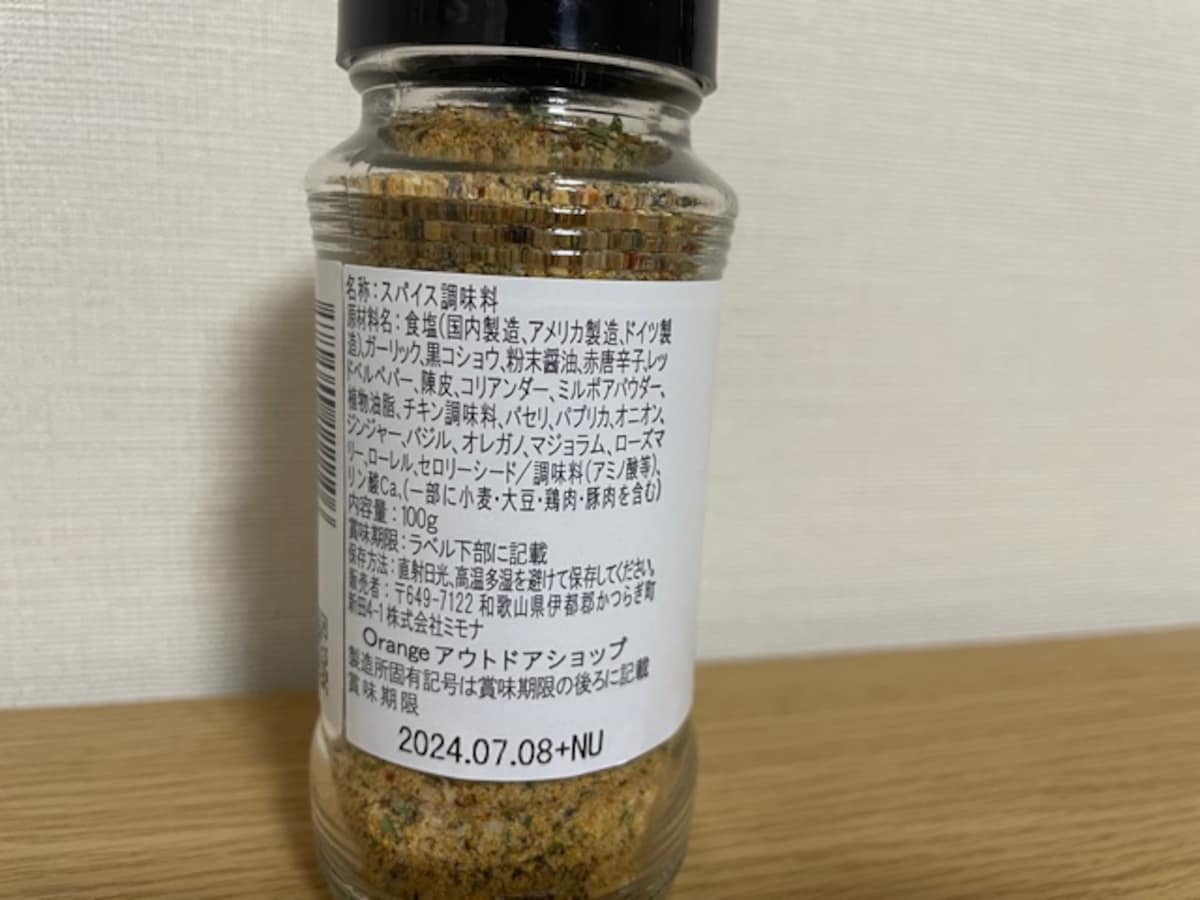 名称:スパイス調味料
原材料名:食塩(国内製造、アメリカ製造、ドイツ製
造)、ガーリック、黒コショウ、粉末醤油、赤唐辛子、レッ
ドベルペパー、陳皮、コリアンダー、ミルポアパウダー、
植物油脂、チキン調味料、パセリ、パプリカ、オニオン、
ジンジャー、バジル、オレガノ、マジョラム、ローズマ
リー、ローレル、セロリーシード/調味料(アミノ酸等)、
リン酸Ca、(一部に小麦・大豆・鶏肉・豚肉を含む)
内容量:100g
賞味期限:ラベル下部に記載
保存方法:直射日光、高温多湿を避けて保存してください。
販売者:〒649-7122 和歌山県伊都郡かつらぎ町
新田4-1 株式会社ミモナ
Orange アウトドアショップ
製造所固有記号は賞味期限の後ろに記載
賞味期限
2024.07.08+NU